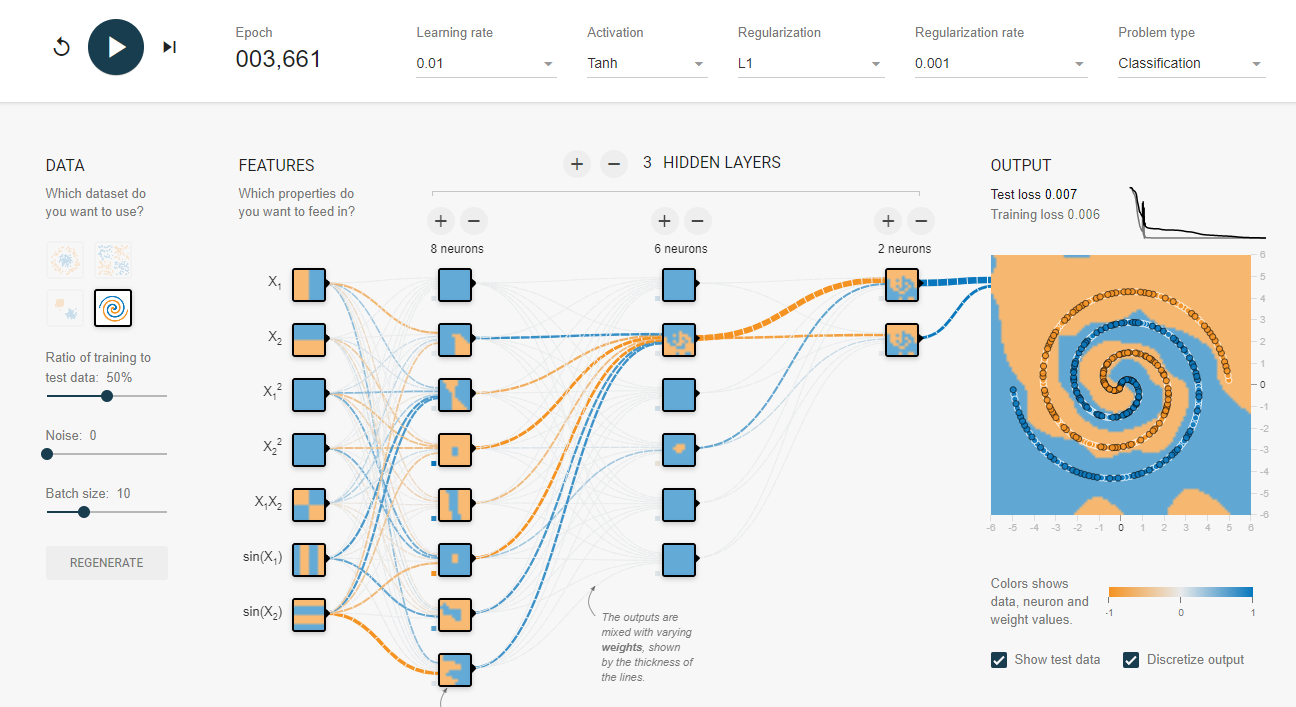 Epoch
003,661
Learning rate
0.01
Activation
Tanh
Regularization
L1
Regularization rate
0.001
Problem type
Classification
DATA
Which dataset do
you want to use?
Ratio of training to
test data: 50%
Noise: 0
Batch size: 10
REGENERATE
FEATURES
Which properties do
you want to feed in?
X₁
X₂
X₁²
X₂²
X₁X₂
sin(X₁)
sin(X₂)
+ − 3 HIDDEN LAYERS
+ −
8 neurons
+ −
6 neurons
+ −
2 neurons
The outputs are
mixed with varying
weights, shown
by the thickness of
the lines.
OUTPUT
Test loss 0.007
Training loss 0.006
6
5
4
3
2
1
0
-1
-2
-3
-4
-5
-6
-6 -5 -4 -3 -2 -1 0 1 2 3 4 5 6
Colors shows
data, neuron and
weight values.
-1 0 1
Show test data
Discretize output